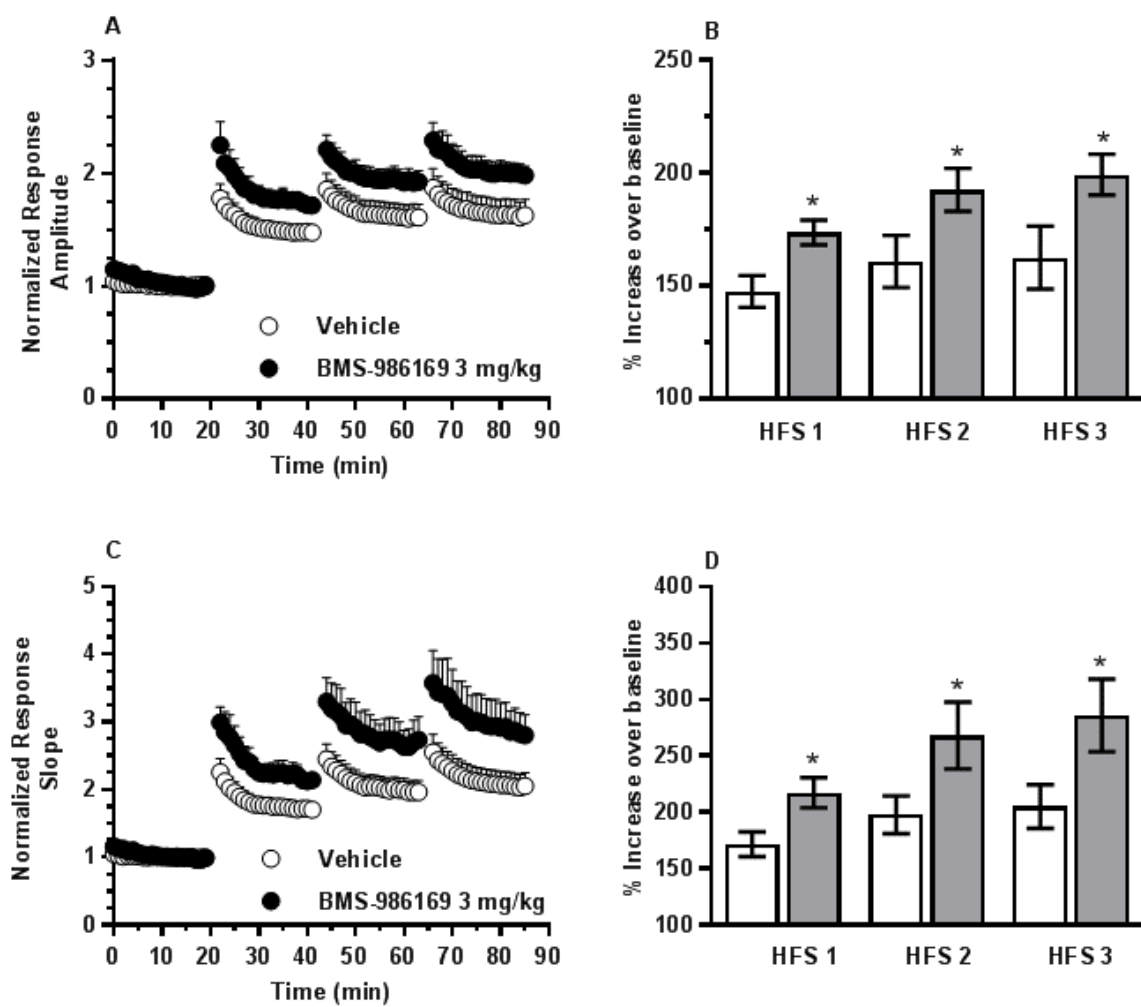 A
Normalized Response
Amplitude
3
2
1
1
0 10 20 30 40 50 60 70 80 90
Time (min)
Vehicle
BMS-986169 3 mg/kg
B
% Increase over baseline
250
200
150
100
* * *
HFS 1 HFS 2 HFS 3
C
Normalized Response
Slope
5
4
3
2
1
0
0 10 20 30 40 50 60 70 80 90
Time (min)
Vehicle
BMS-986169 3 mg/kg
D
% Increase over baseline
400
350
300
250
200
150
100
* * *
HFS 1 HFS 2 HFS 3